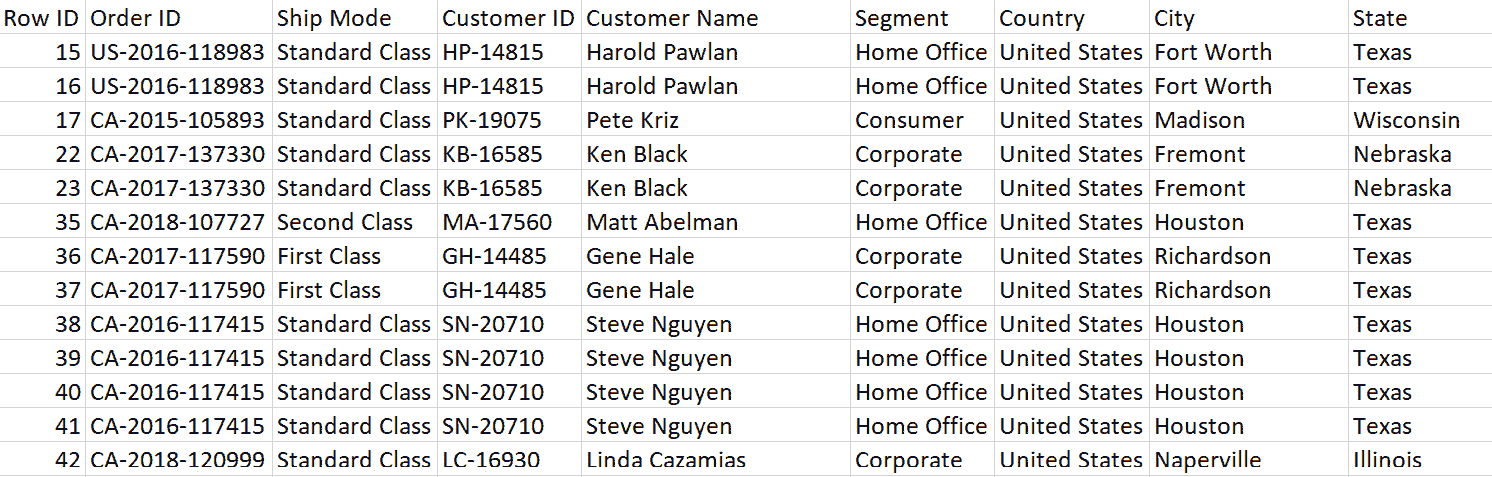 Row ID Order ID Ship Mode Customer ID Customer Name Segment Country City State
15 US-2016-118983 Standard Class HP-14815 Harold Pawlan Home Office United States Fort Worth Texas
16 US-2016-118983 Standard Class HP-14815 Harold Pawlan Home Office United States Fort Worth Texas
17 CA-2015-105893 Standard Class PK-19075 Pete Kriz Consumer United States Madison Wisconsin
22 CA-2017-137330 Standard Class KB-16585 Ken Black Corporate United States Fremont Nebraska
23 CA-2017-137330 Standard Class KB-16585 Ken Black Corporate United States Fremont Nebraska
35 CA-2018-107727 Second Class MA-17560 Matt Abelman Home Office United States Houston Texas
36 CA-2017-117590 First Class GH-14485 Gene Hale Corporate United States Richardson Texas
37 CA-2017-117590 First Class GH-14485 Gene Hale Corporate United States Richardson Texas
38 CA-2016-117415 Standard Class SN-20710 Steve Nguyen Home Office United States Houston Texas
39 CA-2016-117415 Standard Class SN-20710 Steve Nguyen Home Office United States Houston Texas
40 CA-2016-117415 Standard Class SN-20710 Steve Nguyen Home Office United States Houston Texas
41 CA-2016-117415 Standard Class SN-20710 Steve Nguyen Home Office United States Houston Texas
42 CA-2018-120999 Standard Class LC-16930 Linda Cazamias Corporate United States Naperville Illinois